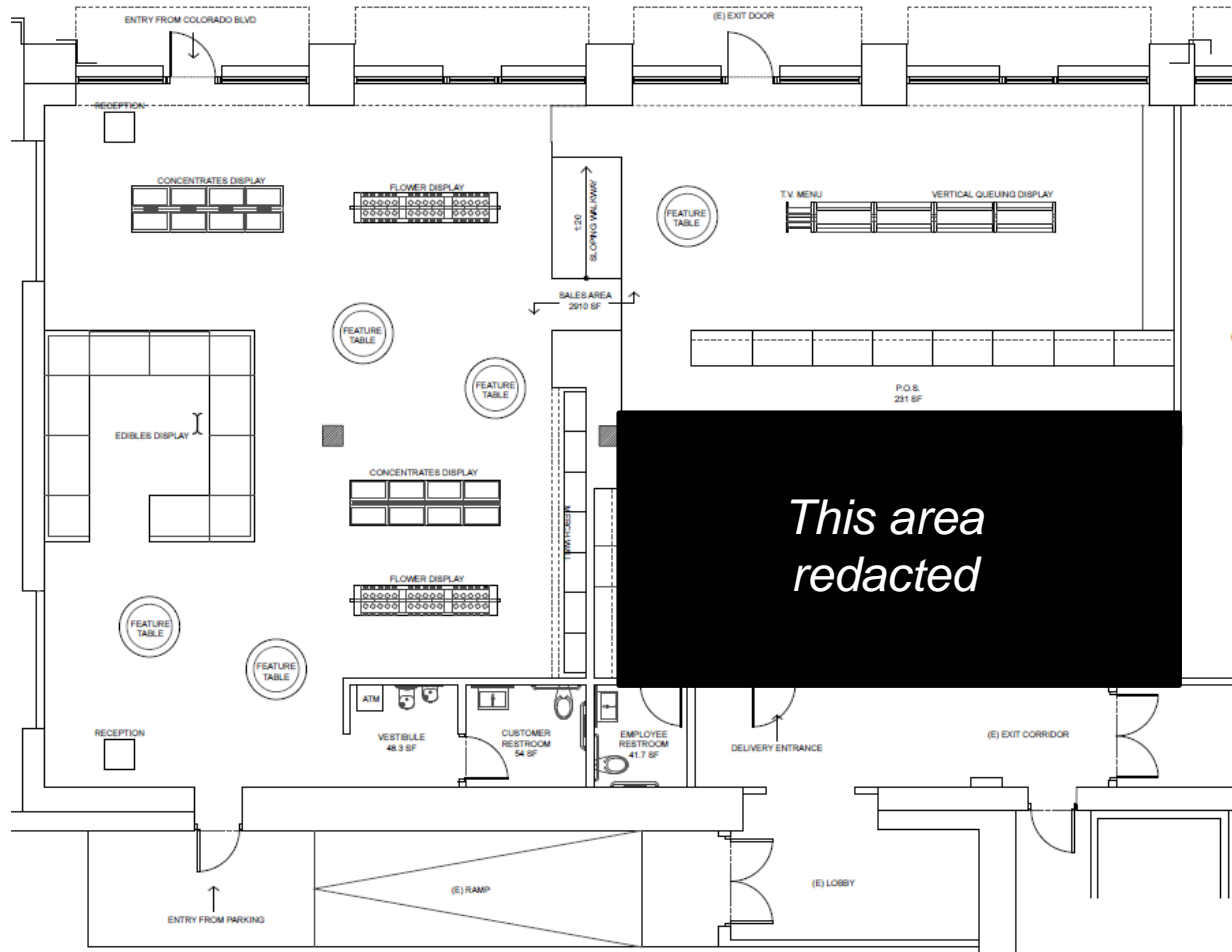 ENTRY FROM COLORADO BLVD
(E) EXIT DOOR
RECEPTION
CONCENTRATES DISPLAY
FLOWER DISPLAY
1:20
SLOPING WALKWAY
FEATURE
TABLE
T.V. MENU
VERTICAL QUEUING DISPLAY
SALES AREA
2910 SF
FEATURE
TABLE
FEATURE
TABLE
P.O.S.
231 SF
EDIBLES DISPLAY
CONCENTRATES DISPLAY
MERCH WALL
This area
redacted
FLOWER DISPLAY
FEATURE
TABLE
FEATURE
TABLE
ATM
RECEPTION
VESTIBULE
48.3 SF
CUSTOMER
RESTROOM
54 SF
EMPLOYEE
RESTROOM
41.7 SF
DELIVERY ENTRANCE
(E) EXIT CORRIDOR
(E) RAMP
(E) LOBBY
ENTRY FROM PARKING